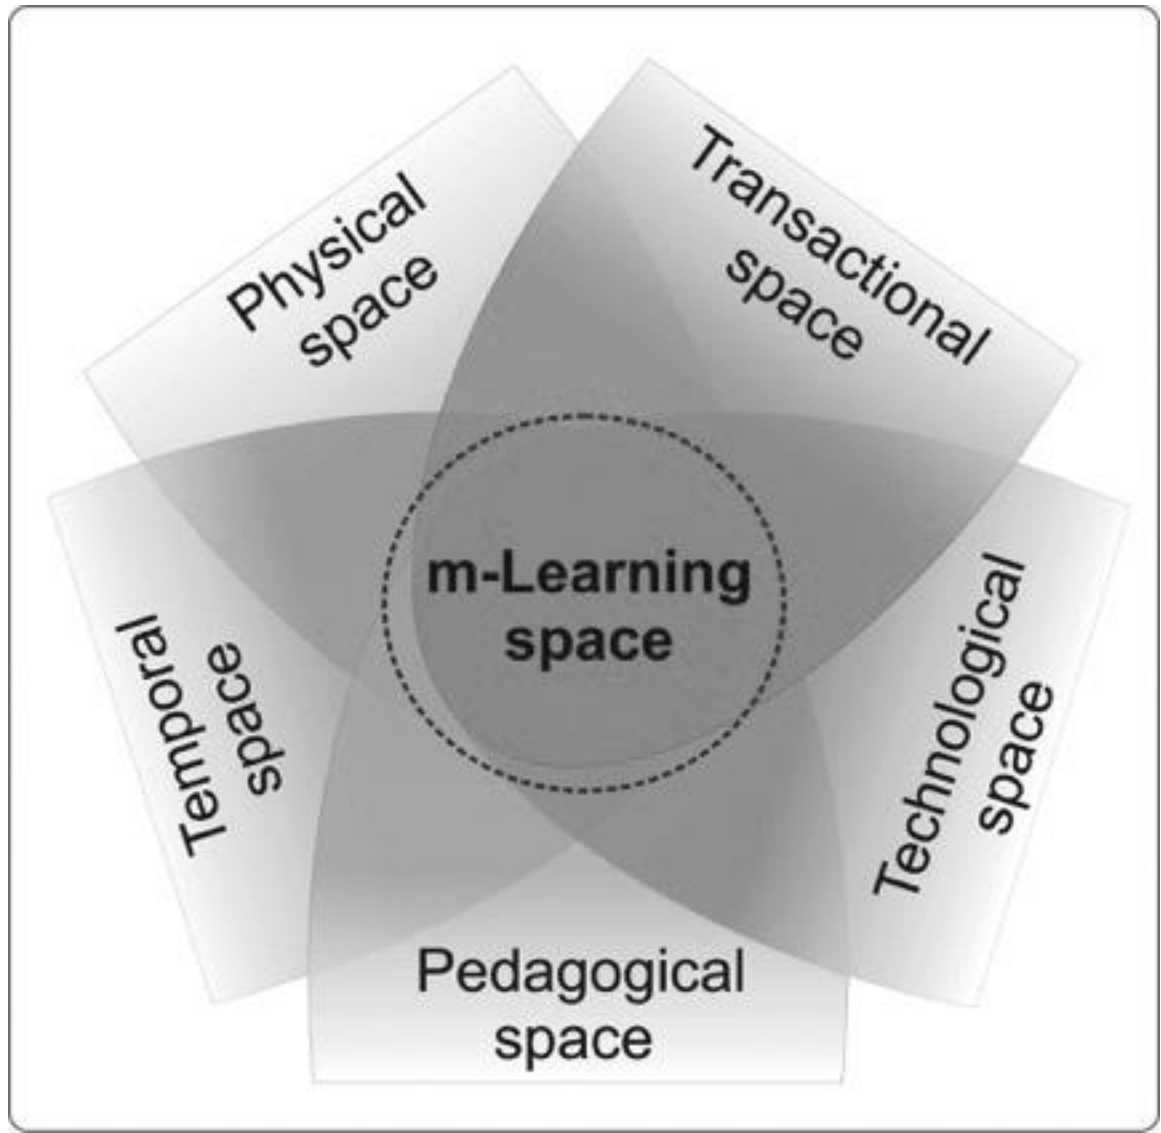 Physical
space
Transactional
space
m-Learning
space
Temporal
space
Technological
space
Pedagogical
space